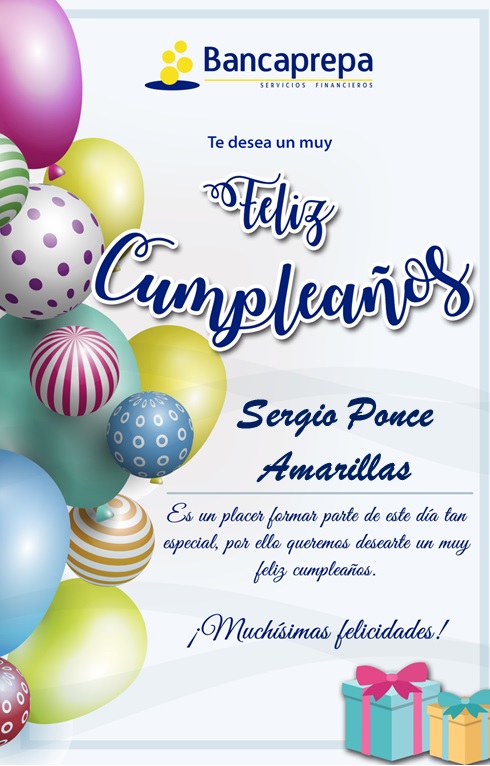 Bancaprepa
SERVICIOS FINANCIEROS
Te desea un muy
Feliz
Cumpleaños
Sergio Ponce
Amarillas
Es un placer formar parte de este día tan
especial, por ello queremos desearte un muy
feliz cumpleaños.
¡Muchísimas felicidades!